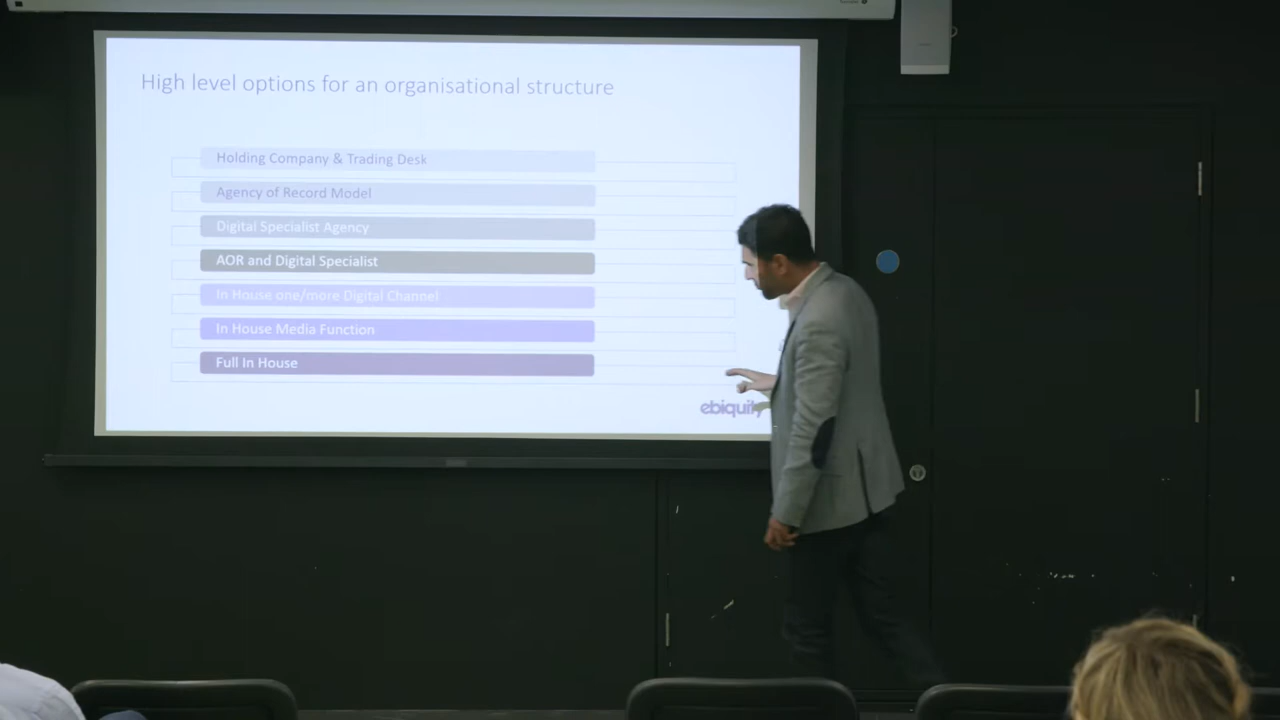 High level options for an organisational structure
Holding Company & Trading Desk
Agency of Record Model
Digital Specialist Agency
AOR and Digital Specialist
In House one/more Digital Channel
In House Media Function
Full In House
ebiquity